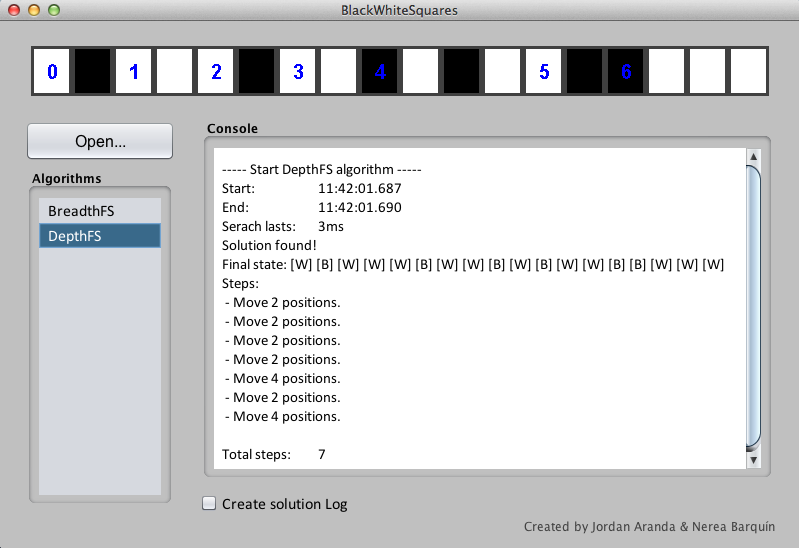 BlackWhiteSquares
0 1 2 3 4 5 6
Open...
Algorithms
BreadthFS
DepthFS
Console
----- Start DepthFS algorithm -----
Start: 11:42:01.687
End: 11:42:01.690
Serach lasts: 3ms
Solution found!
Final state: [W] [B] [W] [W] [W] [B] [W] [W] [B] [W] [B] [W] [W] [B] [B] [W] [W] [W]
Steps:
- Move 2 positions.
- Move 2 positions.
- Move 2 positions.
- Move 2 positions.
- Move 4 positions.
- Move 2 positions.
- Move 4 positions.
Total steps: 7
Create solution Log
Created by Jordan Aranda & Nerea Barquín